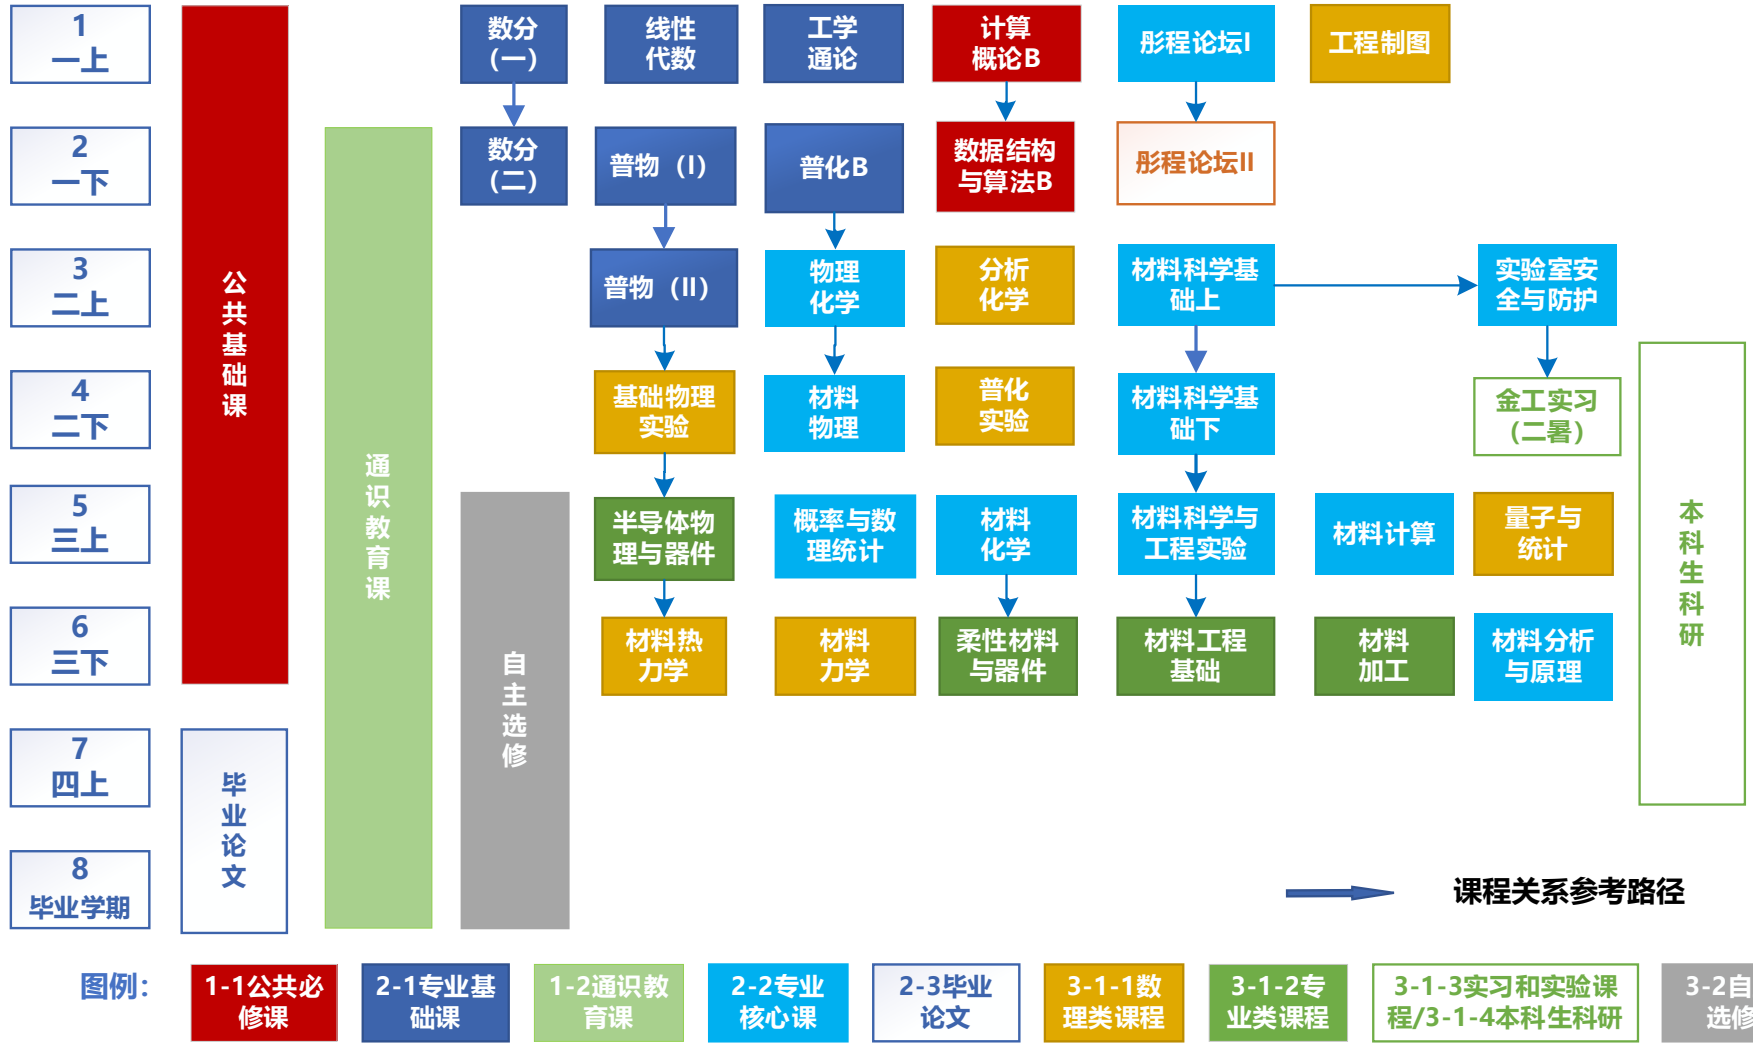 1
一上
数分
（一）
线性
代数
工学
通论
计算
概论B
彤程论坛I
工程制图
2
一下
数分
（二）
普物（I）
普化B
数据结构
与算法B
彤程论坛II
3
二上
普物（II）
物理
化学
分析
化学
材料科学基
础上
实验室安
全与防护
4
二下
基础物理
实验
材料
物理
普化
实验
材料科学基
础下
金工实习
（二暑）
5
三上
半导体物
理与器件
概率与数
理统计
材料
化学
材料科学与
工程实验
材料计算
量子与
统计
6
三下
材料热
力学
材料
力学
柔性材料
与器件
材料工程
基础
材料
加工
材料分析
与原理
7
四上
8
毕业学期
公共基础课
毕业论文
通识教育课
自主选修
本科生科研
课程关系参考路径
图例：
1-1公共必
修课
2-1专业基
础课
1-2通识教
育课
2-2专业
核心课
2-3毕业
论文
3-1-1数
理类课程
3-1-2专
业类课程
3-1-3实习和实验课
程/3-1-4本科生科研
3-2自
选修